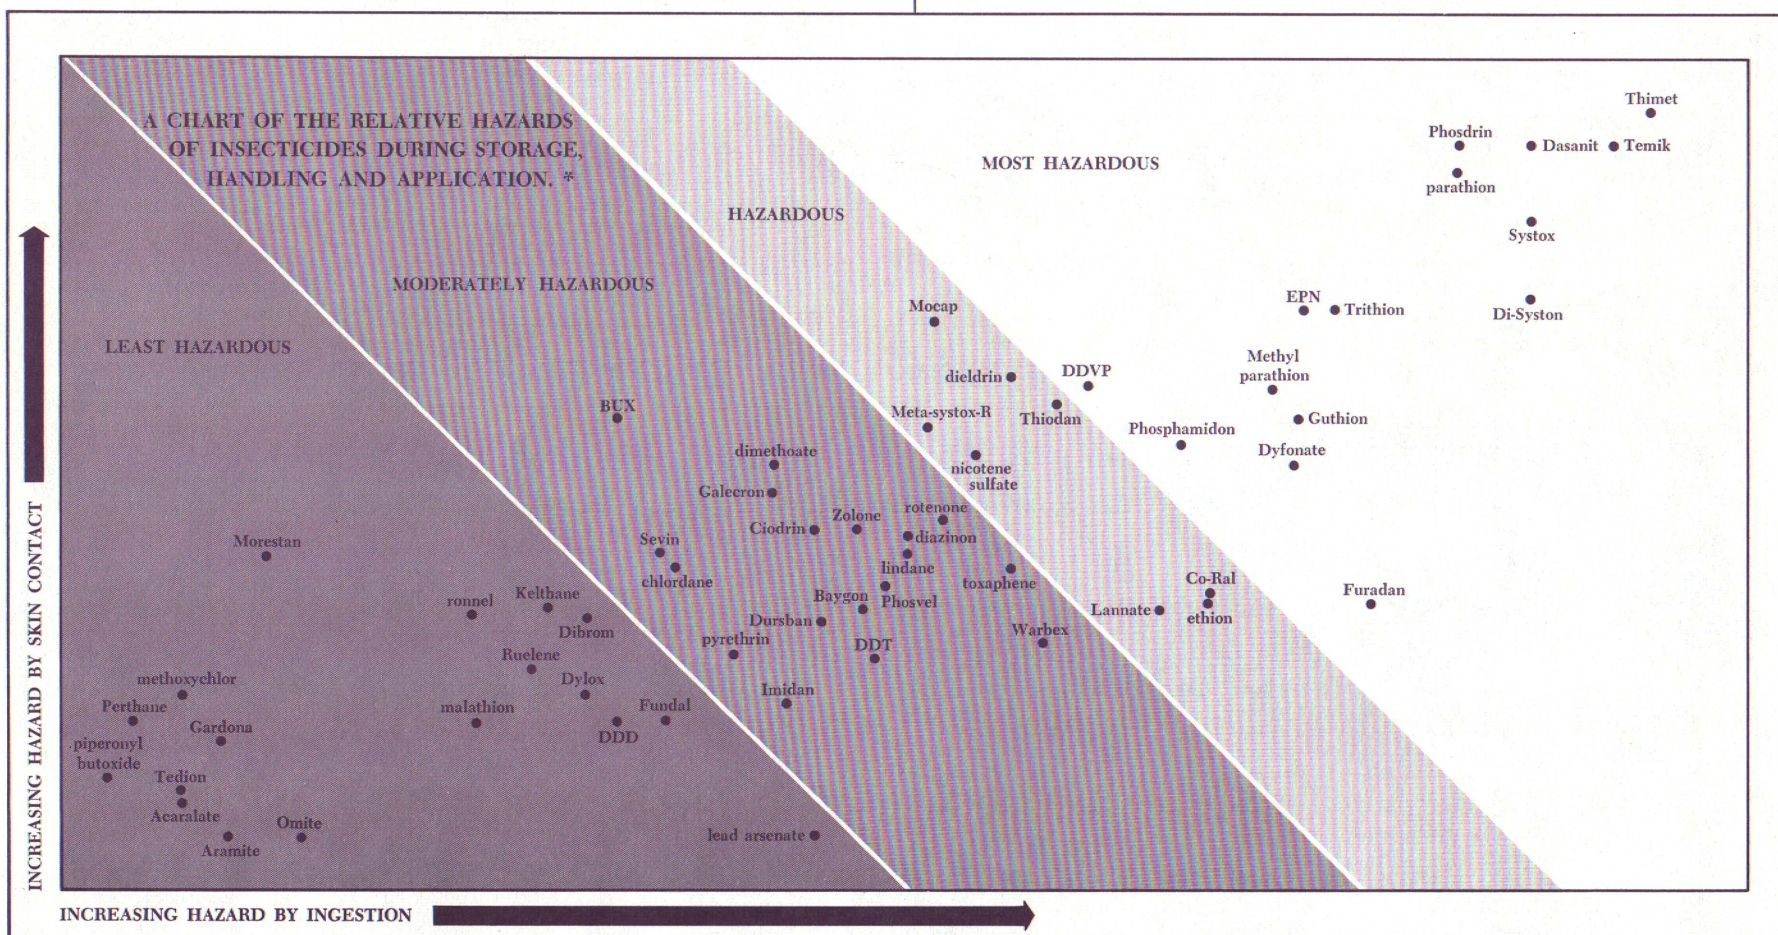 A CHART OF THE RELATIVE HAZARDS
OF INSECTICIDES DURING STORAGE,
HANDLING AND APPLICATION. *
MOST HAZARDOUS
HAZARDOUS
MODERATELY HAZARDOUS
LEAST HAZARDOUS
Thimet
Phosdrin
Dasanit
Temik
parathion
Systox
EPN
Trithion
Di-Syston
Mocap
Methyl
parathion
dieldrin
DDVP
Thiodan
Meta-systox-R
Guthion
Phosphamidon
Dyfonate
BUX
dimethoate
nicotene
sulfate
Galecron
Ciodrin
Zolone
rotenone
diazinon
Sevin
lindane
chlordane
toxaphene
Morestan
Co-Ral
Furadan
Lannate
ethion
Baygon
Phosvel
ronnel
Kelthane
Dibrom
Dursban
pyrethrin
DDT
Warbex
Ruelene
methoxychlor
Dylox
Imidan
Perthane
malathion
Fundal
Gardona
DDD
piperonyl
butoxide
Tedion
Acaralate
Omite
Aramite
lead arsenate
INCREASING HAZARD BY SKIN CONTACT
INCREASING HAZARD BY INGESTION